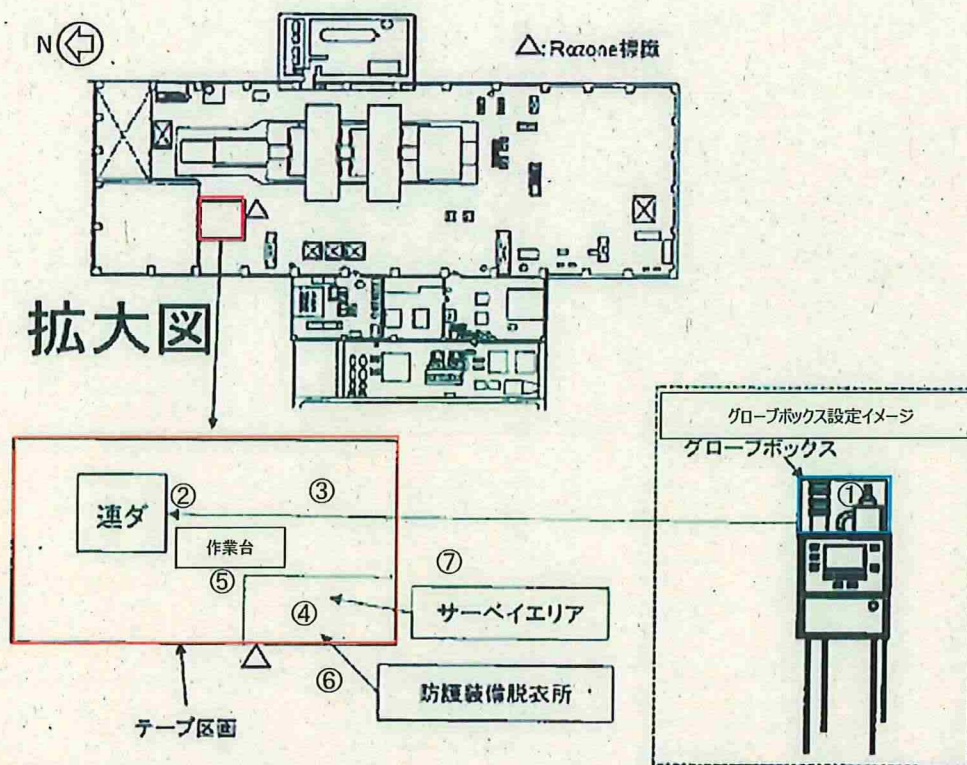 N
△:Razone標識
拡大図
グローブボックス設定イメージ
グローブボックス
①
②
③
連ダ
作業台
⑤
⑦
④
サーベイエリア
⑥
防護装備脱衣所
テープ区画